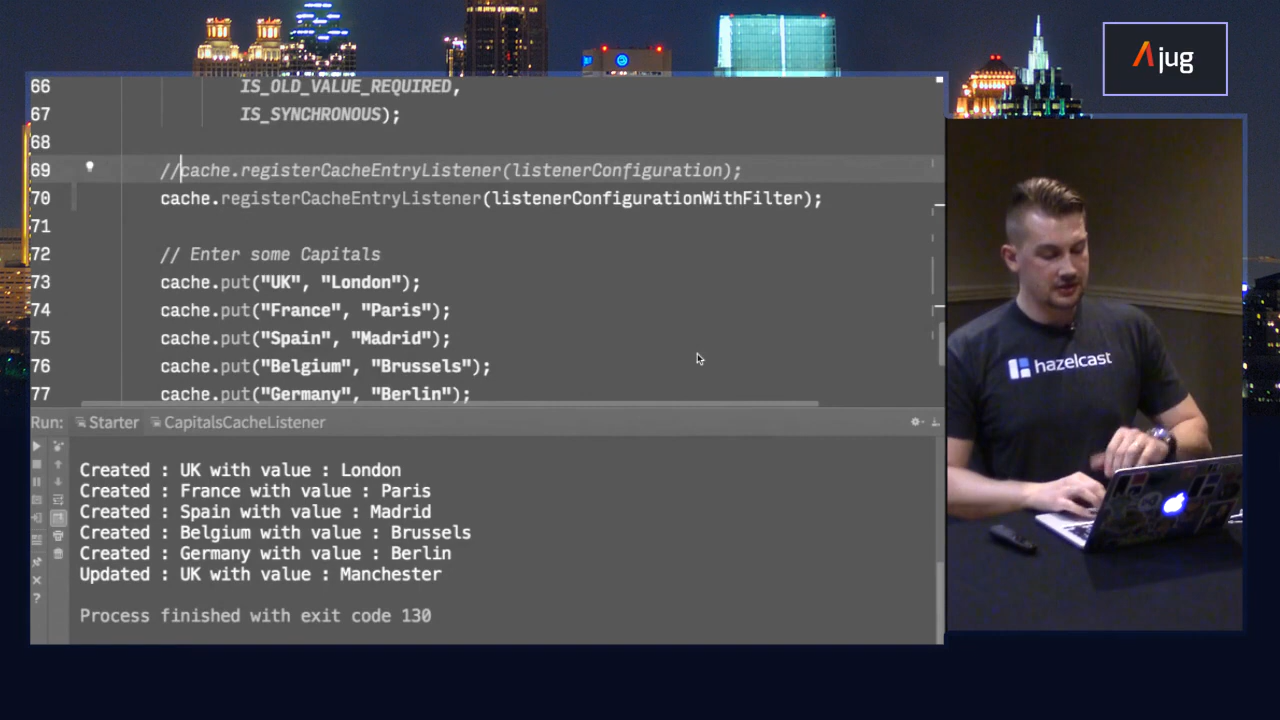 Ajug
66 IS_OLD_VALUE_REQUIRED,
67 IS_SYNCHRONOUS);
68
69 //cache.registerCacheEntryListener(listenerConfiguration);
70 cache.registerCacheEntryListener(listenerConfigurationWithFilter);
71
72 // Enter some Capitals
73 cache.put("UK", "London");
74 cache.put("France", "Paris");
75 cache.put("Spain", "Madrid");
76 cache.put("Belgium", "Brussels");
77 cache.put("Germany", "Berlin");
hazelcast
Run: Starter CapitalsCacheListener
Created : UK with value : London
Created : France with value : Paris
Created : Spain with value : Madrid
Created : Belgium with value : Brussels
Created : Germany with value : Berlin
Updated : UK with value : Manchester
Process finished with exit code 130